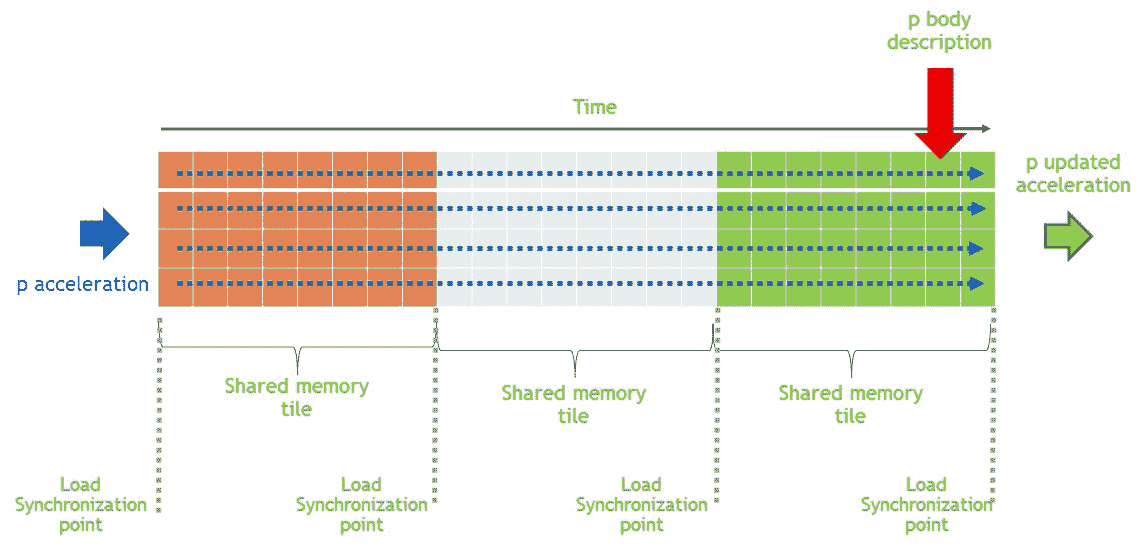 p body
description
Time
p updated
acceleration
p acceleration
Shared memory
tile
Shared memory
tile
Shared memory
tile
Load
Synchronization
point
Load
Synchronization
point
Load
Synchronization
point
Load
Synchronization
point